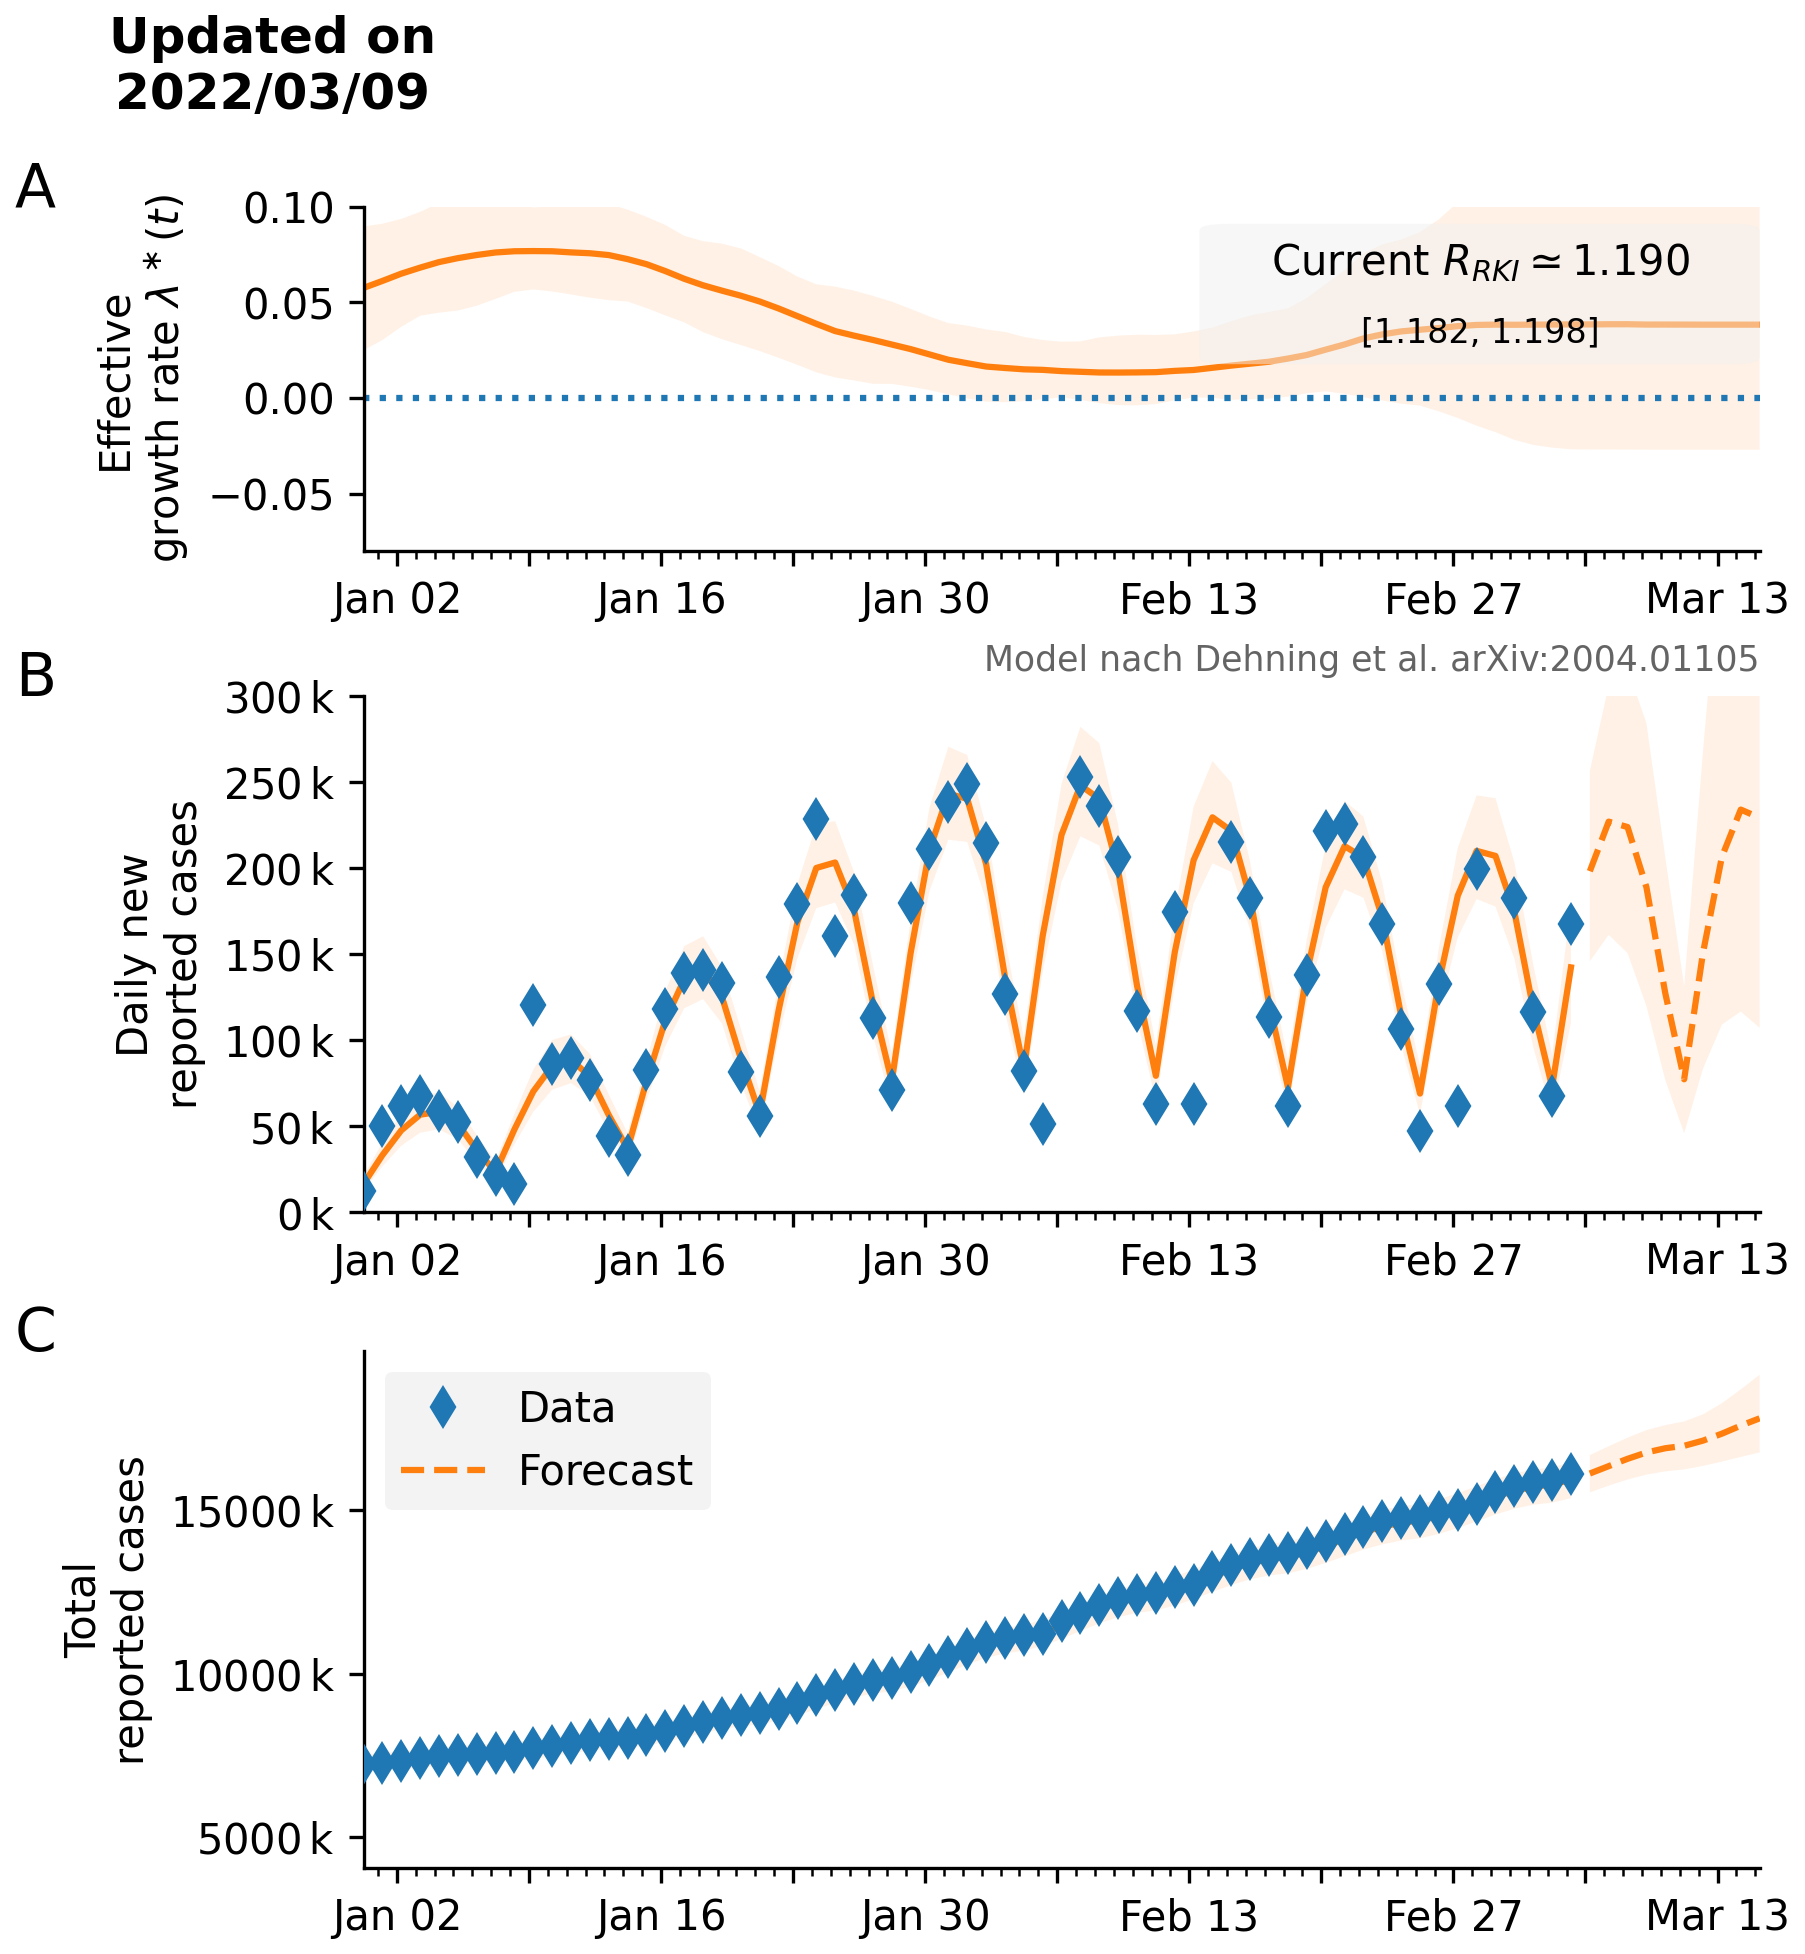 Updated on
2022/03/09
A
Effective
growth rate λ * (t)
0.10
0.05
0.00
−0.05
Current R_RKI ≃ 1.190
[1.182, 1.198]
Jan 02
Jan 16
Jan 30
Feb 13
Feb 27
Mar 13
Model nach Dehning et al. arXiv:2004.01105
B
Daily new
reported cases
300 k
250 k
200 k
150 k
100 k
50 k
0 k
Jan 02
Jan 16
Jan 30
Feb 13
Feb 27
Mar 13
C
Total
reported cases
Data
Forecast
15000 k
10000 k
5000 k
Jan 02
Jan 16
Jan 30
Feb 13
Feb 27
Mar 13